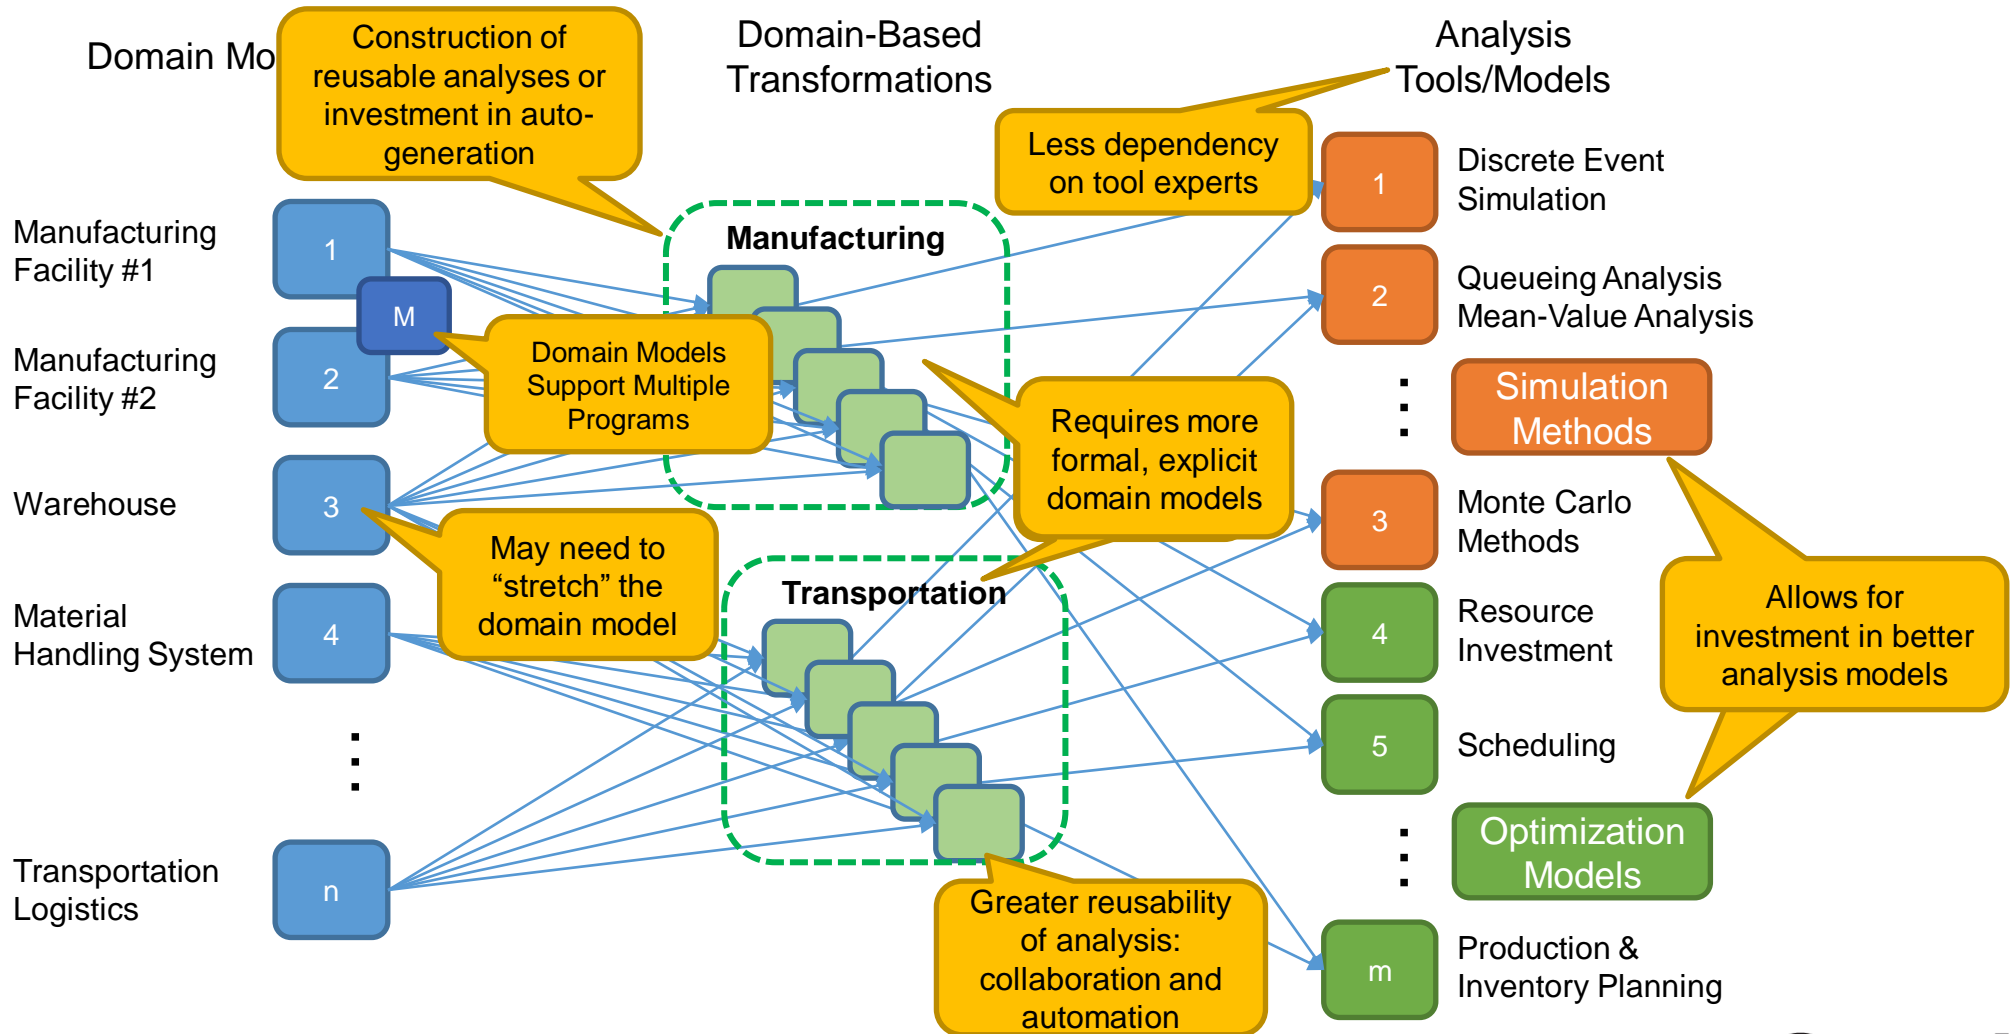 Domain Mo
Construction of
reusable analyses or
investment in auto-
generation
Domain-Based
Transformations
Analysis
Tools/Models
Less dependency
on tool experts
Manufacturing
Facility #1
1
M
Manufacturing
Facility #2
2
Domain Models
Support Multiple
Programs
Warehouse
3
May need to
“stretch” the
domain model
Material
Handling System
4
Transportation
Logistics
n
Manufacturing
Requires more
formal, explicit
domain models
Transportation
Greater reusability
of analysis:
collaboration and
automation
1
Discrete Event
Simulation
2
Queueing Analysis
Mean-Value Analysis
Simulation
Methods
3
Monte Carlo
Methods
4
Resource
Investment
Allows for
investment in better
analysis models
5
Scheduling
Optimization
Models
m
Production &
Inventory Planning